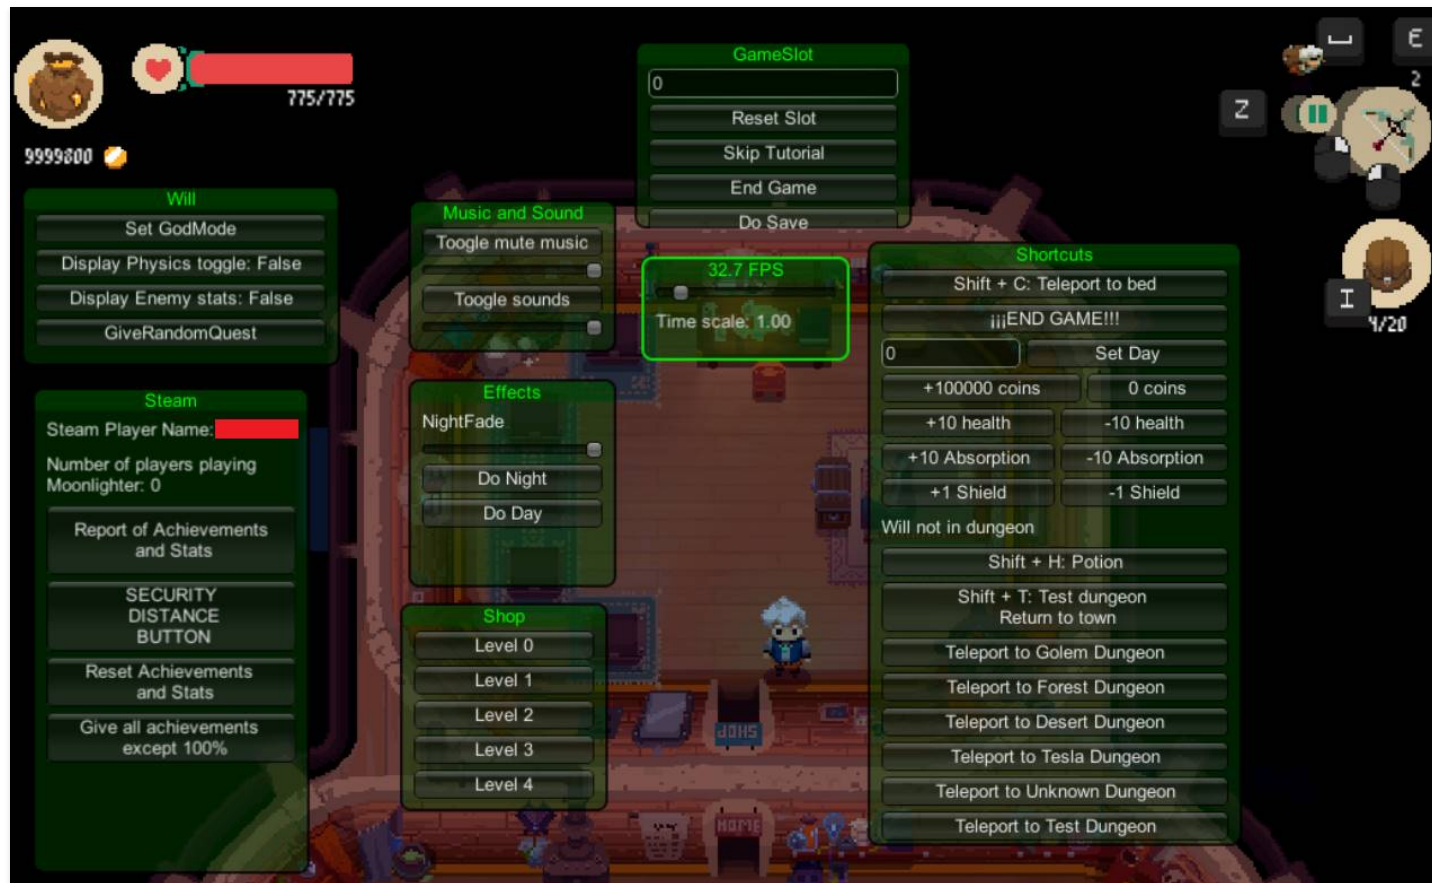 775/775
9999800
GameSlot
0
Reset Slot
Skip Tutorial
End Game
Do Save
E
2
Z
I
4/20
Will
Set GodMode
Display Physics toggle: False
Display Enemy stats: False
GiveRandomQuest
Music and Sound
Toogle mute music
Toogle sounds
32.7 FPS
Time scale: 1.00
Effects
NightFade
Do Night
Do Day
Steam
Steam Player Name:
Number of players playing
Moonlighter: 0
Report of Achievements
and Stats
SECURITY
DISTANCE
BUTTON
Reset Achievements
and Stats
Give all achievements
except 100%
Shop
Level 0
Level 1
Level 2
Level 3
Level 4
Shortcuts
Shift + C: Teleport to bed
¡¡¡END GAME!!!
0
Set Day
+100000 coins
0 coins
+10 health
-10 health
+10 Absorption
-10 Absorption
+1 Shield
-1 Shield
Will not in dungeon
Shift + H: Potion
Shift + T: Test dungeon
Return to town
Teleport to Golem Dungeon
Teleport to Forest Dungeon
Teleport to Desert Dungeon
Teleport to Tesla Dungeon
Teleport to Unknown Dungeon
Teleport to Test Dungeon
SHOP
HOME